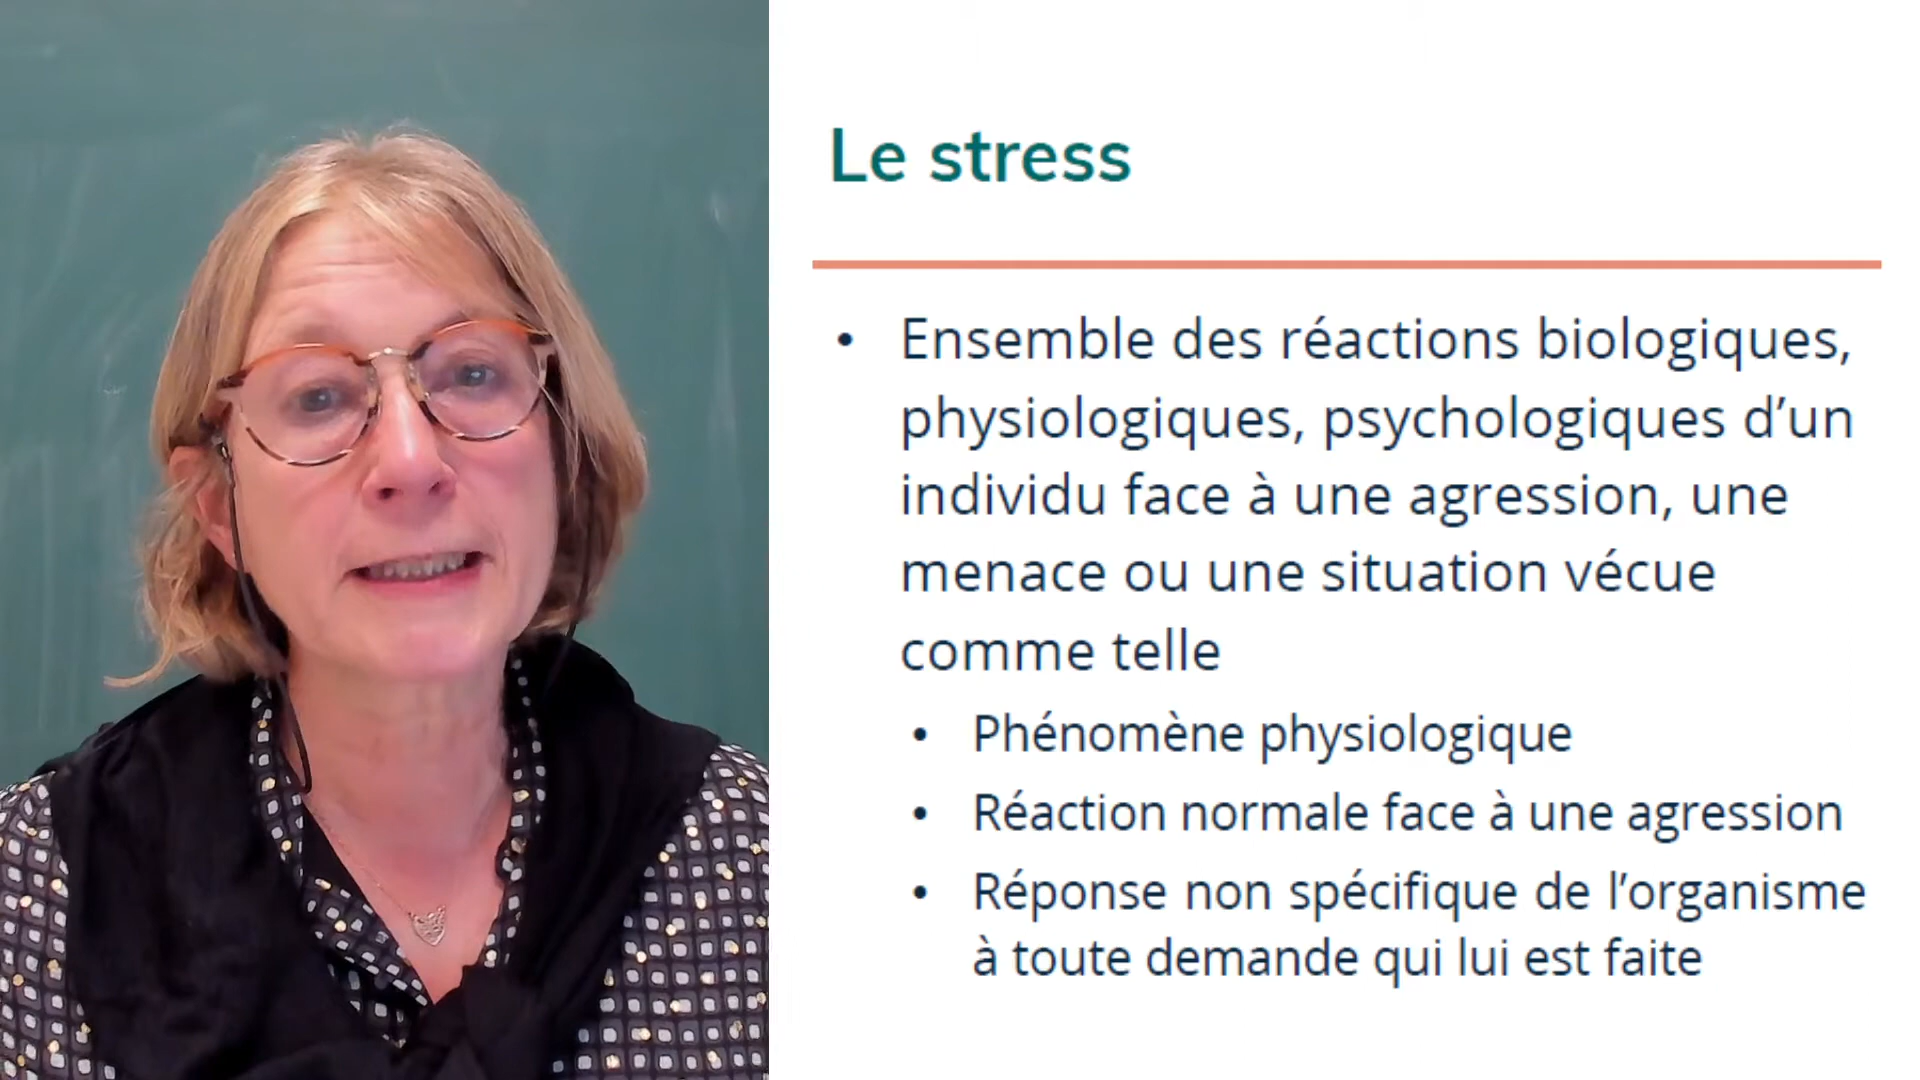 Le stress
• Ensemble des réactions biologiques,
physiologiques, psychologiques d’un
individu face à une agression, une
menace ou une situation vécue
comme telle
• Phénomène physiologique
• Réaction normale face à une agression
• Réponse non spécifique de l’organisme
à toute demande qui lui est faite